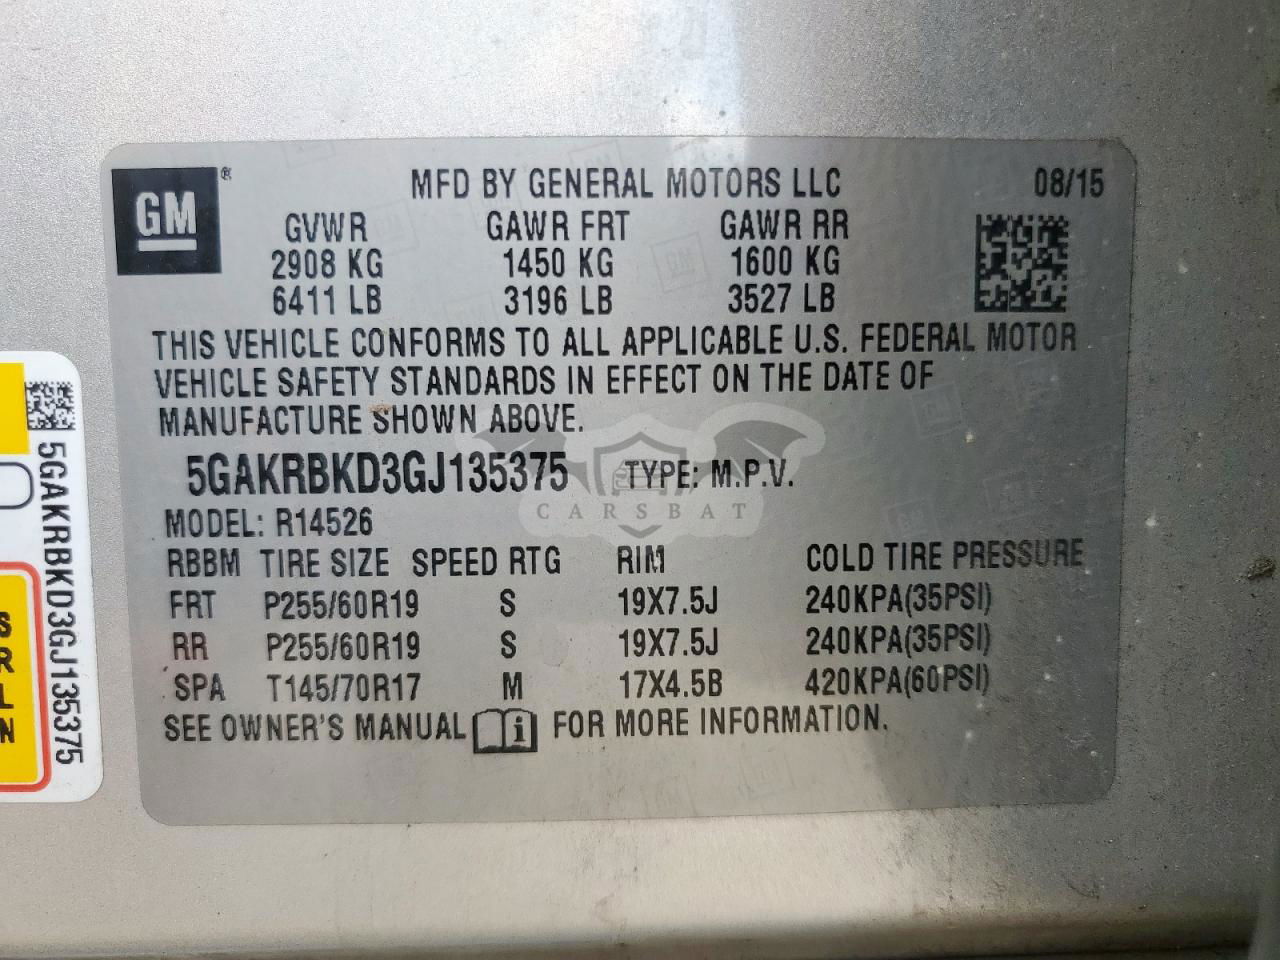 GM ®
MFD BY GENERAL MOTORS LLC 08/15
GVWR GAWR FRT GAWR RR
2908 KG 1450 KG 1600 KG
6411 LB 3196 LB 3527 LB
THIS VEHICLE CONFORMS TO ALL APPLICABLE U.S. FEDERAL MOTOR
VEHICLE SAFETY STANDARDS IN EFFECT ON THE DATE OF
MANUFACTURE SHOWN ABOVE.
5GAKRBKD3GJ135375 TYPE: M.P.V.
CARSBAT
MODEL: R14526
RBBM TIRE SIZE SPEED RTG RIM COLD TIRE PRESSURE
FRT P255/60R19 S 19X7.5J 240KPA(35PSI)
RR P255/60R19 S 19X7.5J 240KPA(35PSI)
SPA T145/70R17 M 17X4.5B 420KPA(60PSI)
SEE OWNER'S MANUAL i FOR MORE INFORMATION.
5GAKRBKD3GJ135375
S
R
L
N